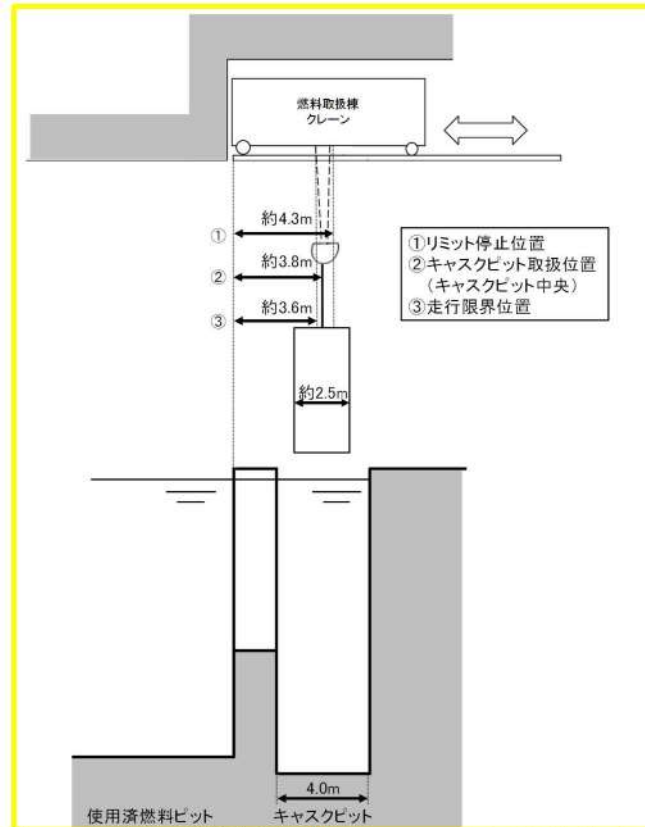 燃料取扱棟
クレーン
約4.3m
①
約3.8m
②
約3.6m
③
①リミット停止位置
②キャスクピット取扱位置
（キャスクピット中央）
③走行限界位置
約2.5m
4.0m
使用済燃料ピット
キャスクピット